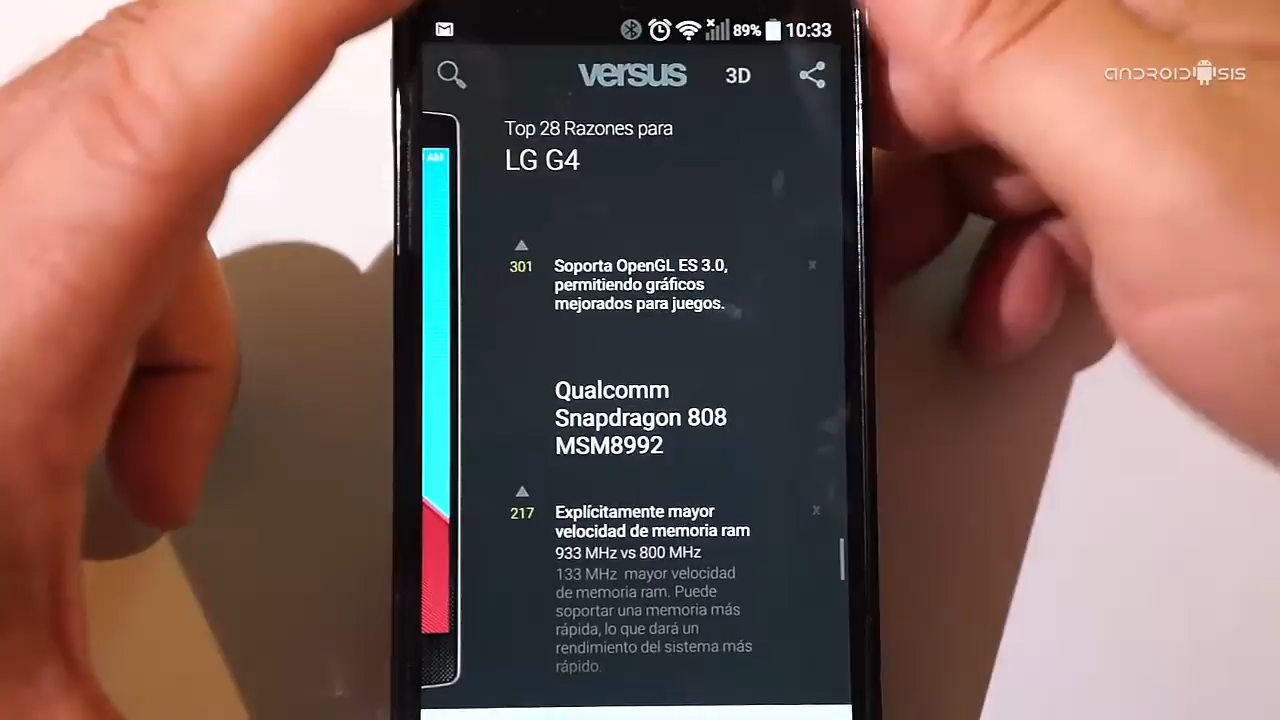 89% 10:33
ANDROIDSIS
versus 3D
Top 28 Razones para
LG G4
AM
301
Soporta OpenGL ES 3.0,
permitiendo gráficos
mejorados para juegos.
x
Qualcomm
Snapdragon 808
MSM8992
217
Explícitamente mayor
velocidad de memoria ram
x
933 MHz vs 800 MHz
133 MHz mayor velocidad
de memoria ram. Puede
soportar una memoria más
rápida, lo que dará un
rendimiento del sistema más
rápido.